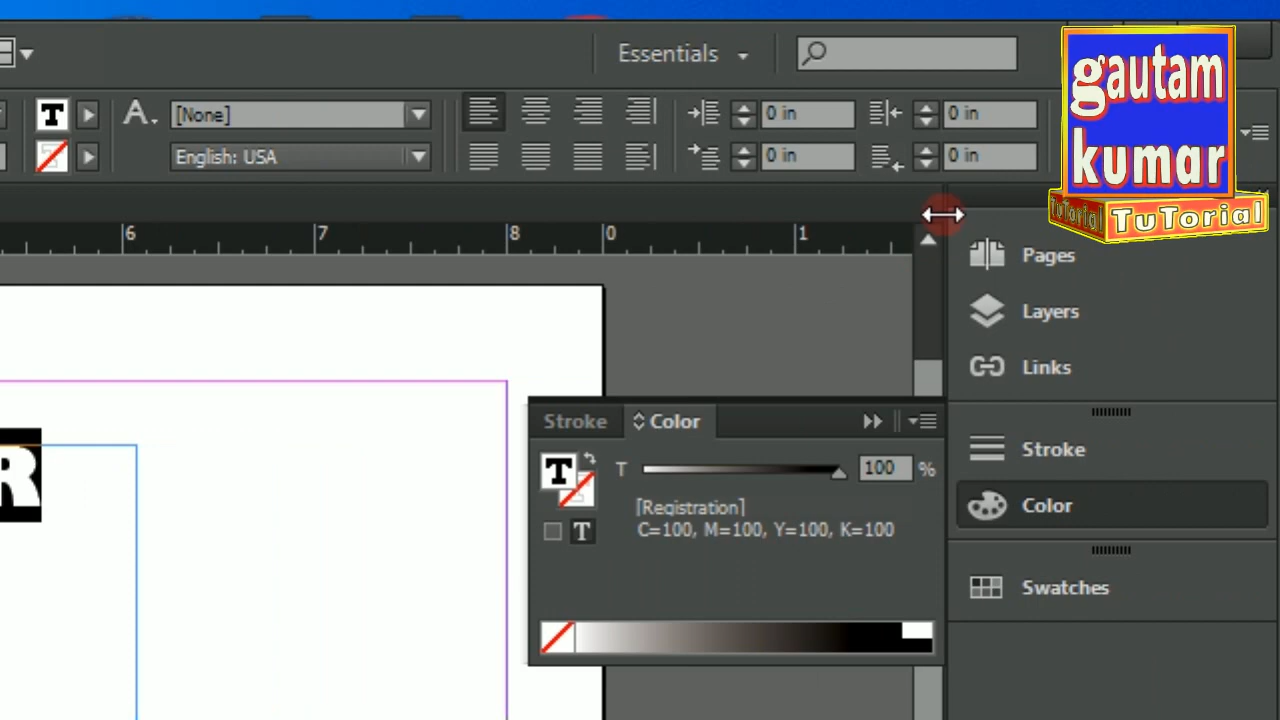 Essentials
gautam
kumar
TuTorial
TuTorial
T
A.
[None]
0 in
0 in
English: USA
0 in
0 in
6 7 8 0 1
Pages
Layers
Links
R
Stroke
Color
T
T
100
%
[Registration]
C=100, M=100, Y=100, K=100
T
Stroke
Color
Swatches